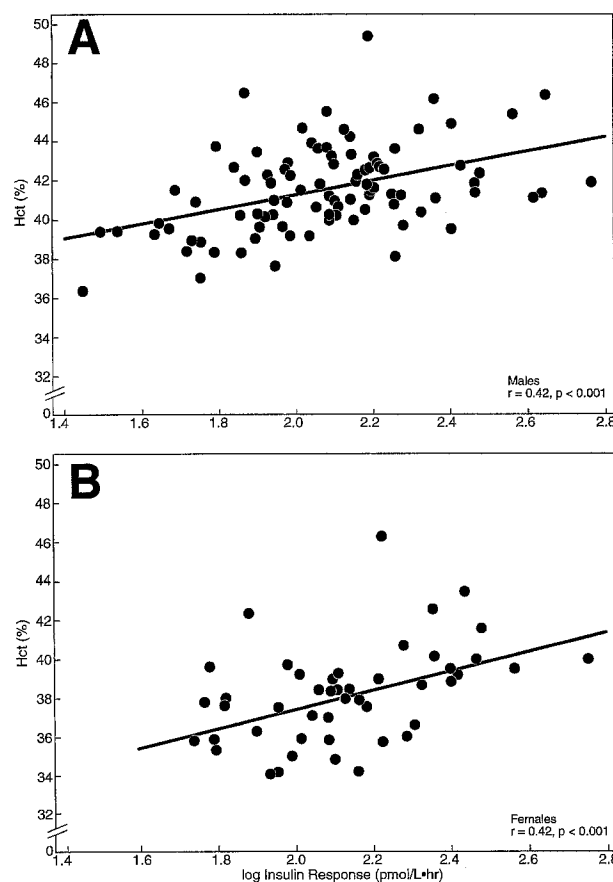 A
50
46
44
42
40
38
36
34
32
0
Hct (%)
Males
r = 0.42, p < 0.001
1.4 1.6 1.8 2.0 2.2 2.4 2.6 2.8
B
50
48
46
44
42
40
38
36
34
32
0
Hct (%)
Fernales
r = 0.42, p < 0.001
1.4 1.6 1.8 2.0 2.2 2.4 2.6 2.8
log Insulin Response (pmol/L•hr)